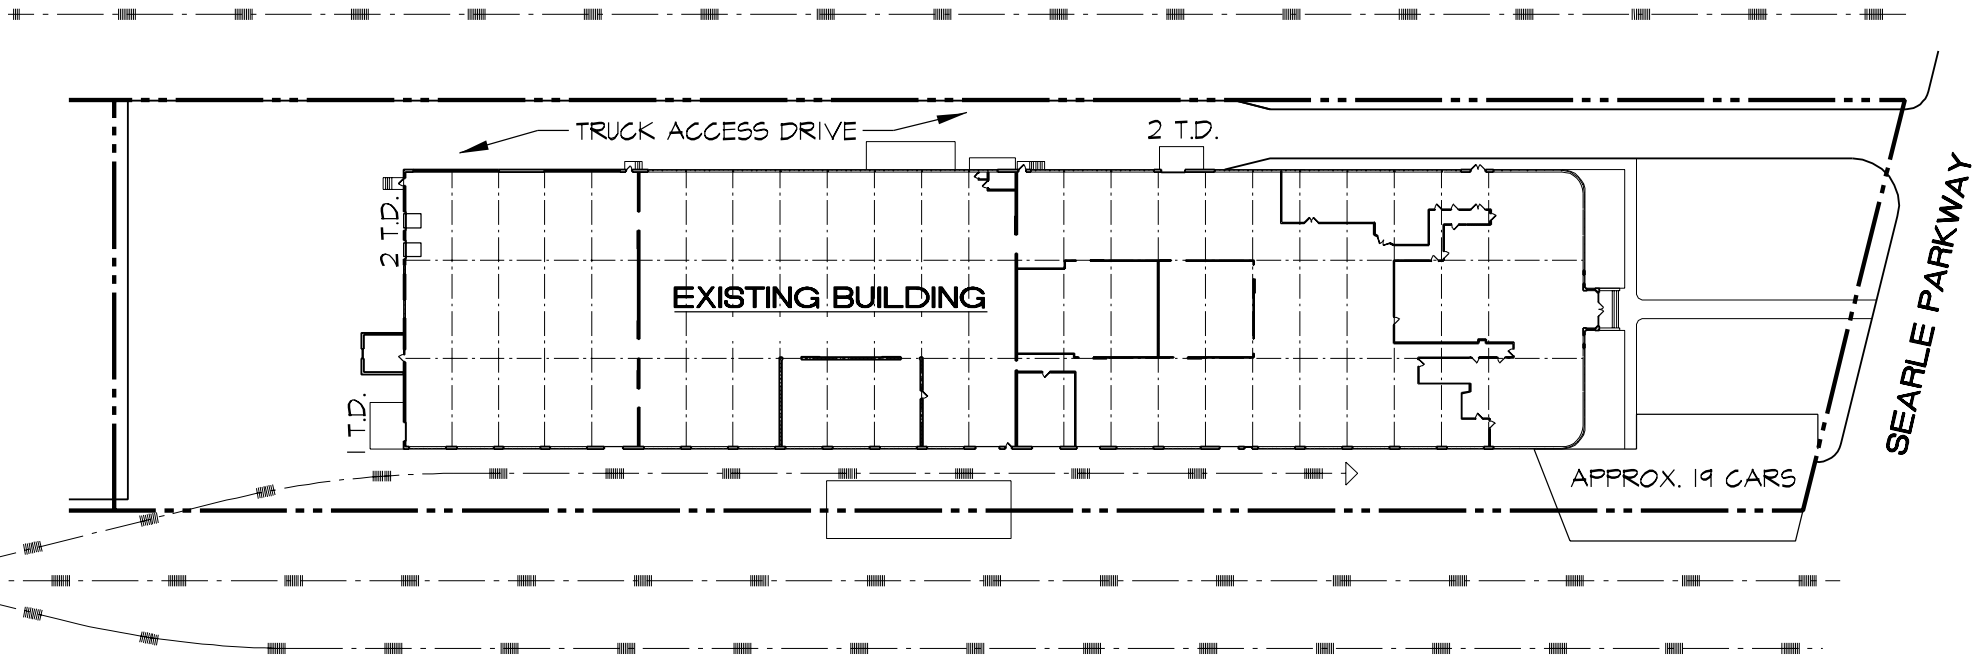 TRUCK ACCESS DRIVE
2 T.D.
2 T.D.
EXISTING BUILDING
1 T.D.
APPROX. 19 CARS
SEARLE PARKWAY